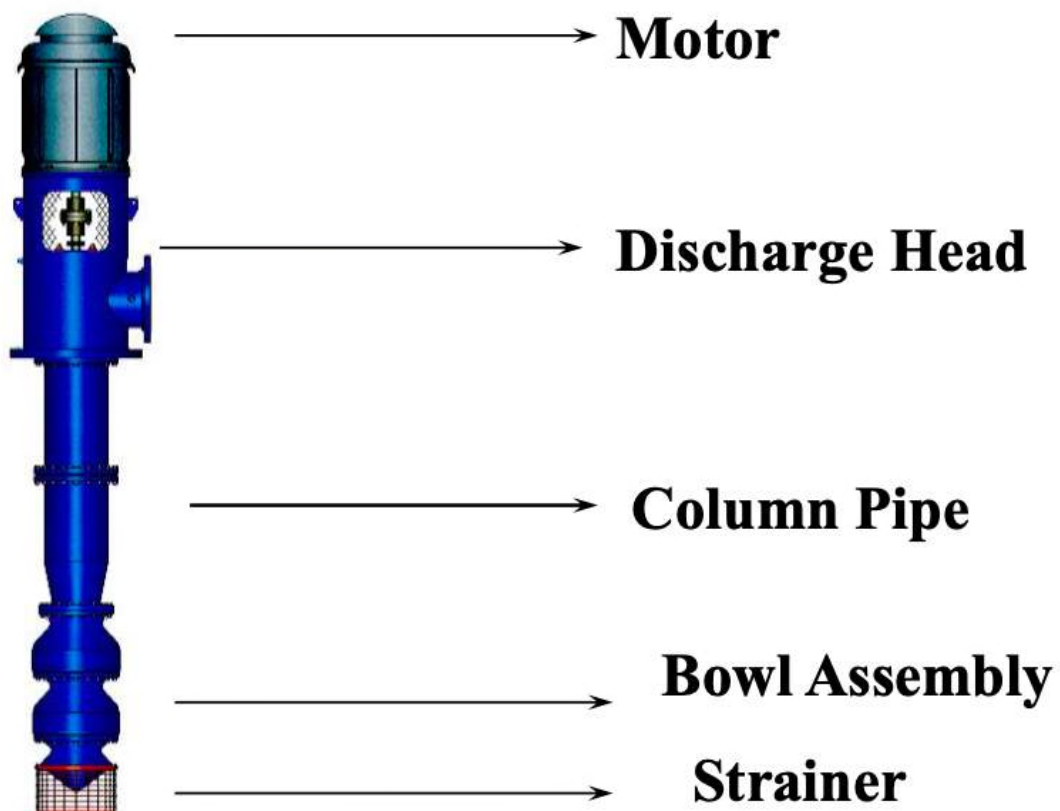 Motor
Discharge Head
Column Pipe
Bowl Assembly
Strainer